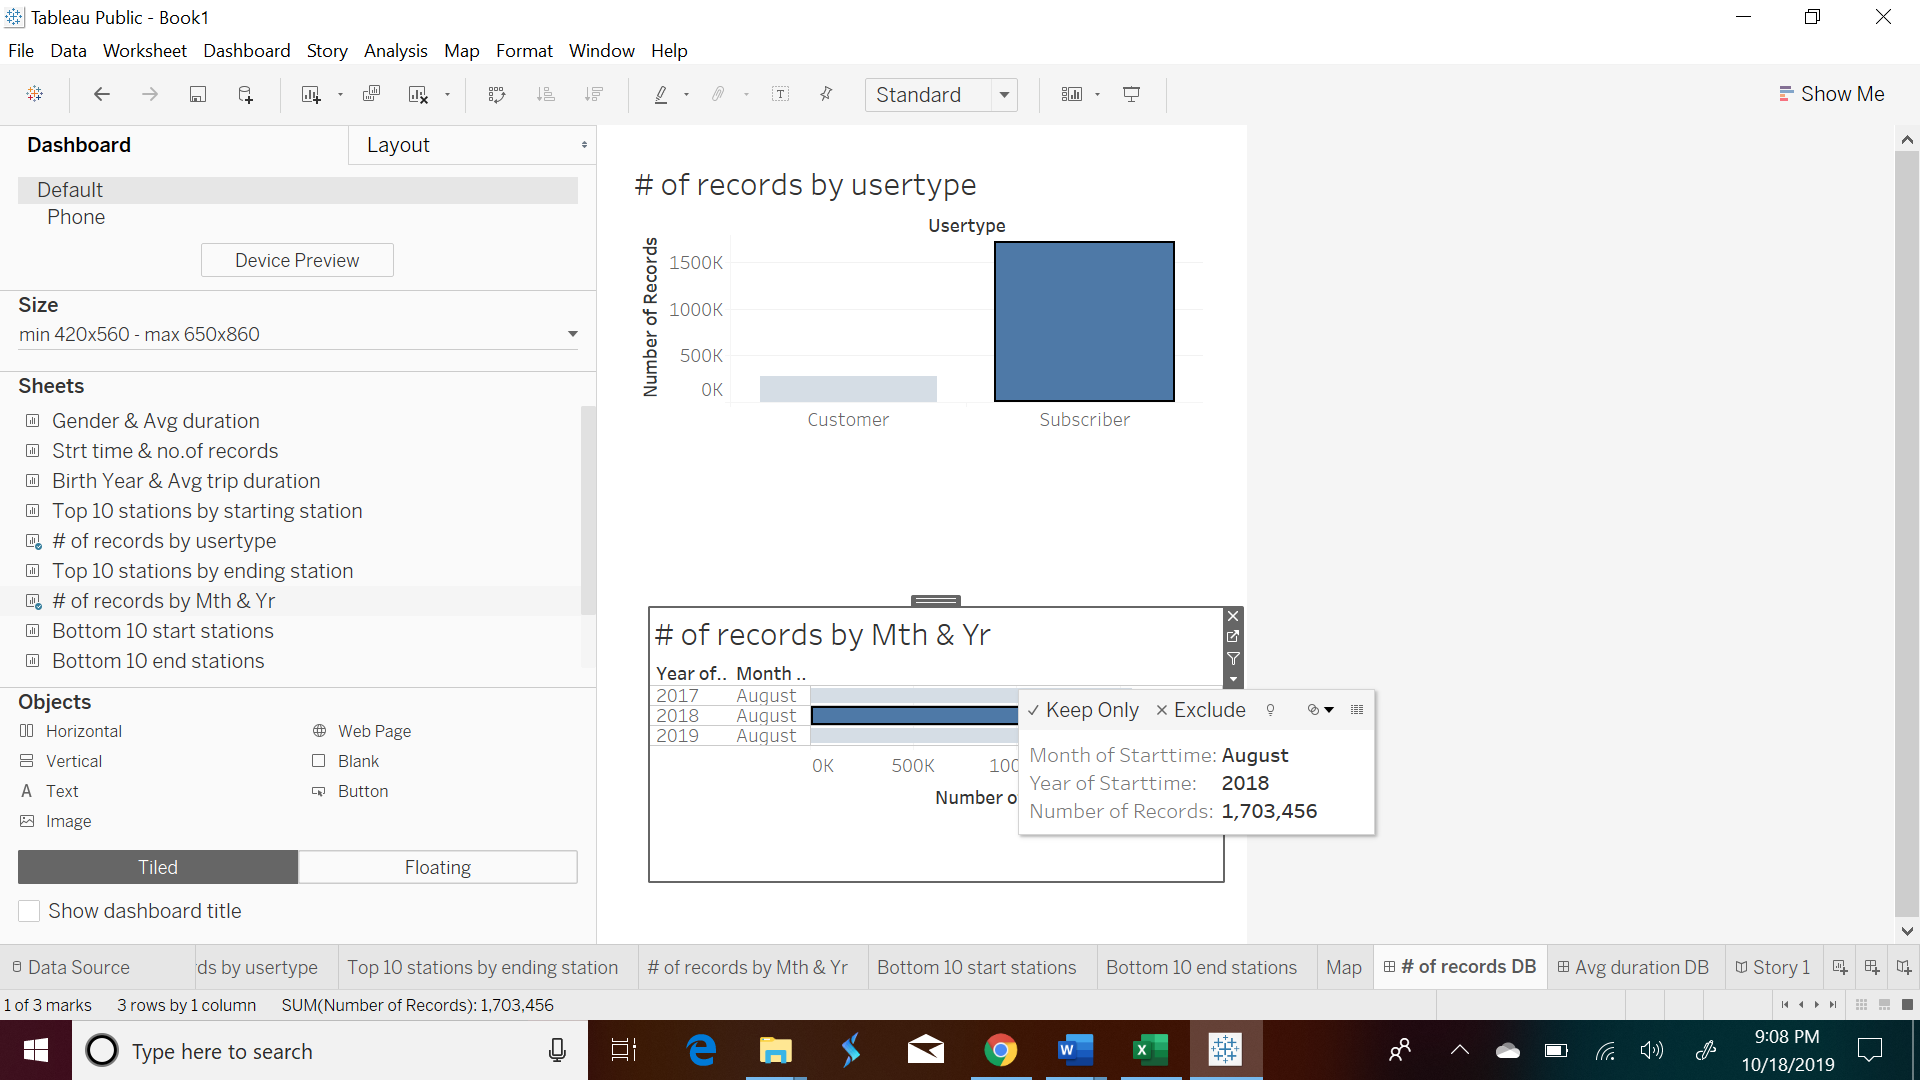 Tableau Public - Book1
File Data Worksheet Dashboard Story Analysis Map Format Window Help
Standard
Show Me
Dashboard
Layout
Default
Phone
Device Preview
Size
min 420x560 - max 650x860
Sheets
Gender & Avg duration
Strt time & no.of records
Birth Year & Avg trip duration
Top 10 stations by starting station
# of records by usertype
Top 10 stations by ending station
# of records by Mth & Yr
Bottom 10 start stations
Bottom 10 end stations
Objects
Horizontal
Web Page
Vertical
Blank
A Text
Button
Image
Tiled
Floating
Show dashboard title
# of records by usertype
Usertype
Number of Records
1500K
1000K
500K
0K
Customer
Subscriber
# of records by Mth & Yr
Year of.. Month ..
2017 August
2018 August
2019 August
0K 500K 100
Number o
Keep Only Exclude
Month of Starttime: August
Year of Starttime: 2018
Number of Records: 1,703,456
Data Source
ds by usertype
Top 10 stations by ending station
# of records by Mth & Yr
Bottom 10 start stations
Bottom 10 end stations
Map
# of records DB
Avg duration DB
Story 1
1 of 3 marks 3 rows by 1 column SUM(Number of Records): 1,703,456
Type here to search
9:08 PM
10/18/2019